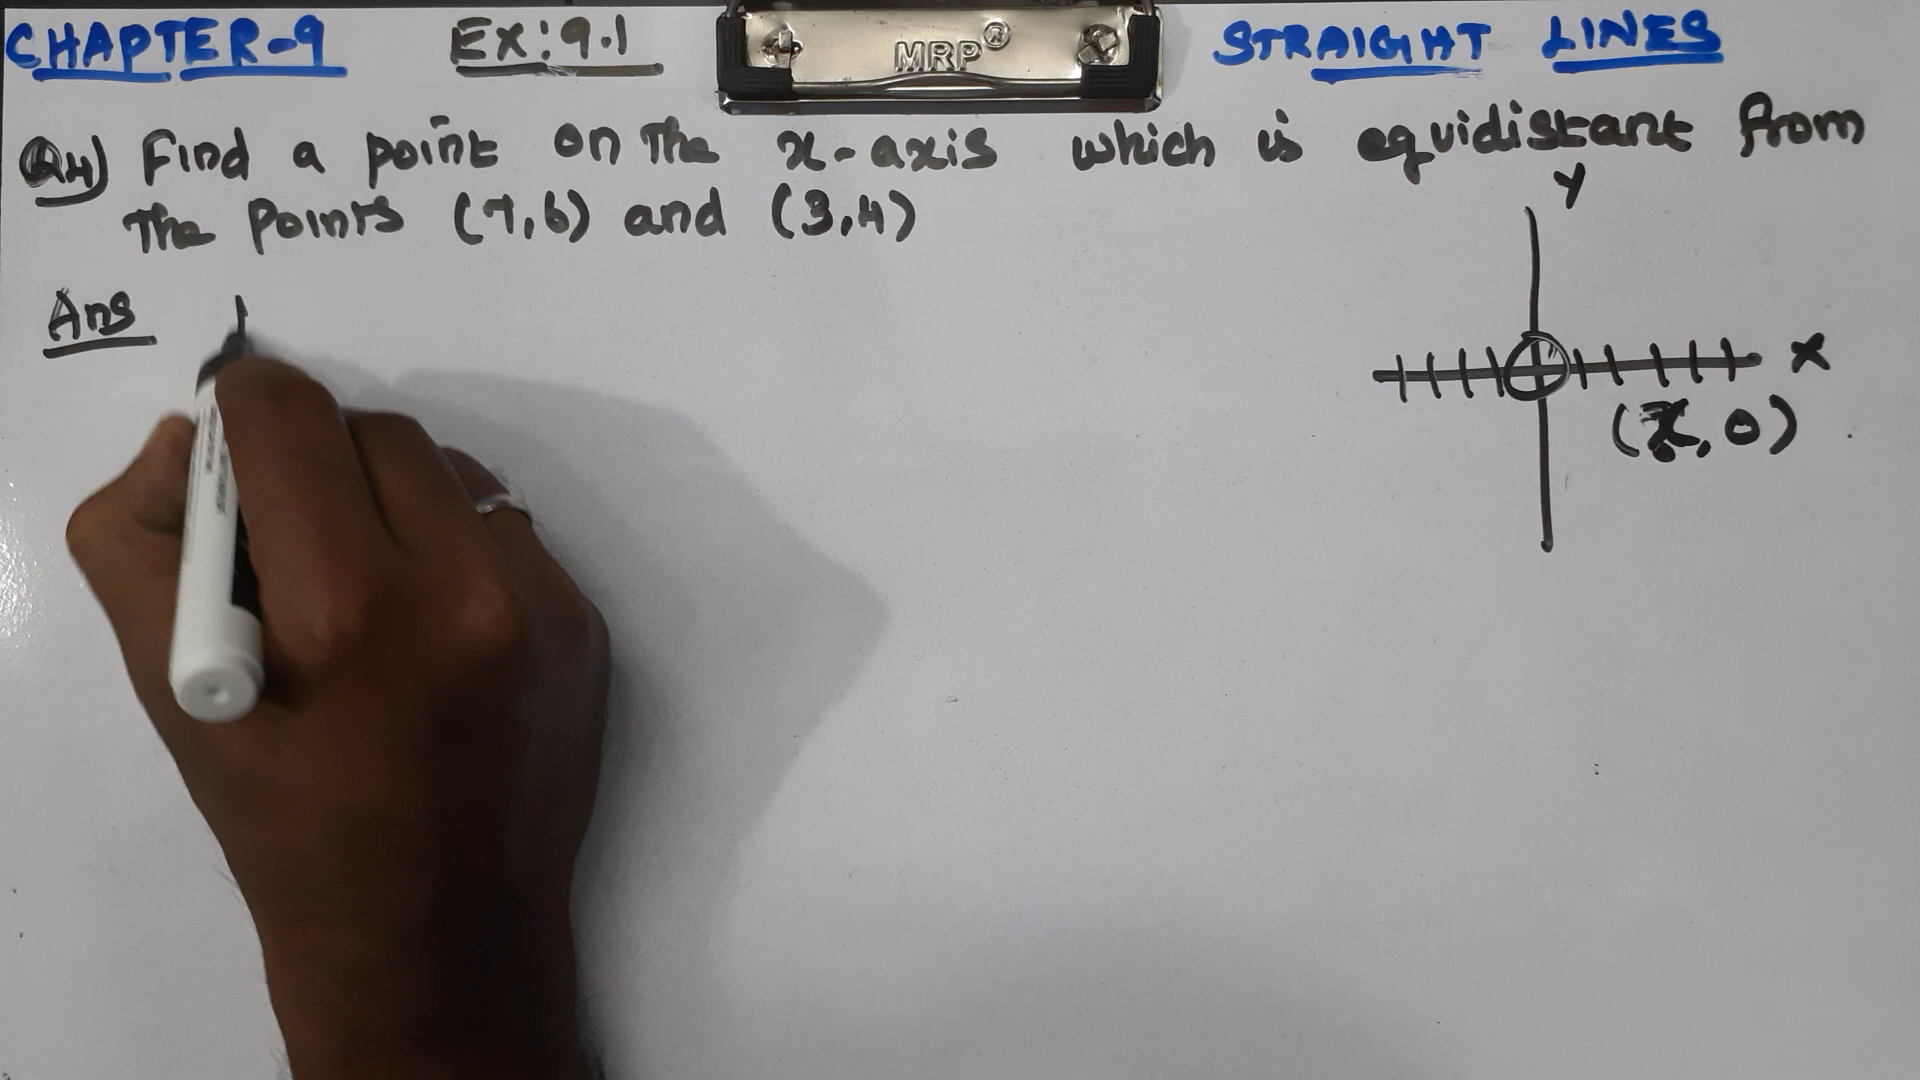 CHAPTER-9 EX:9.1 MRP® STRAIGHT LINES
Q4) Find a point on the x-axis which is equidistant from
the points (7,6) and (3,4)
Ans
Y
X
(x,0)